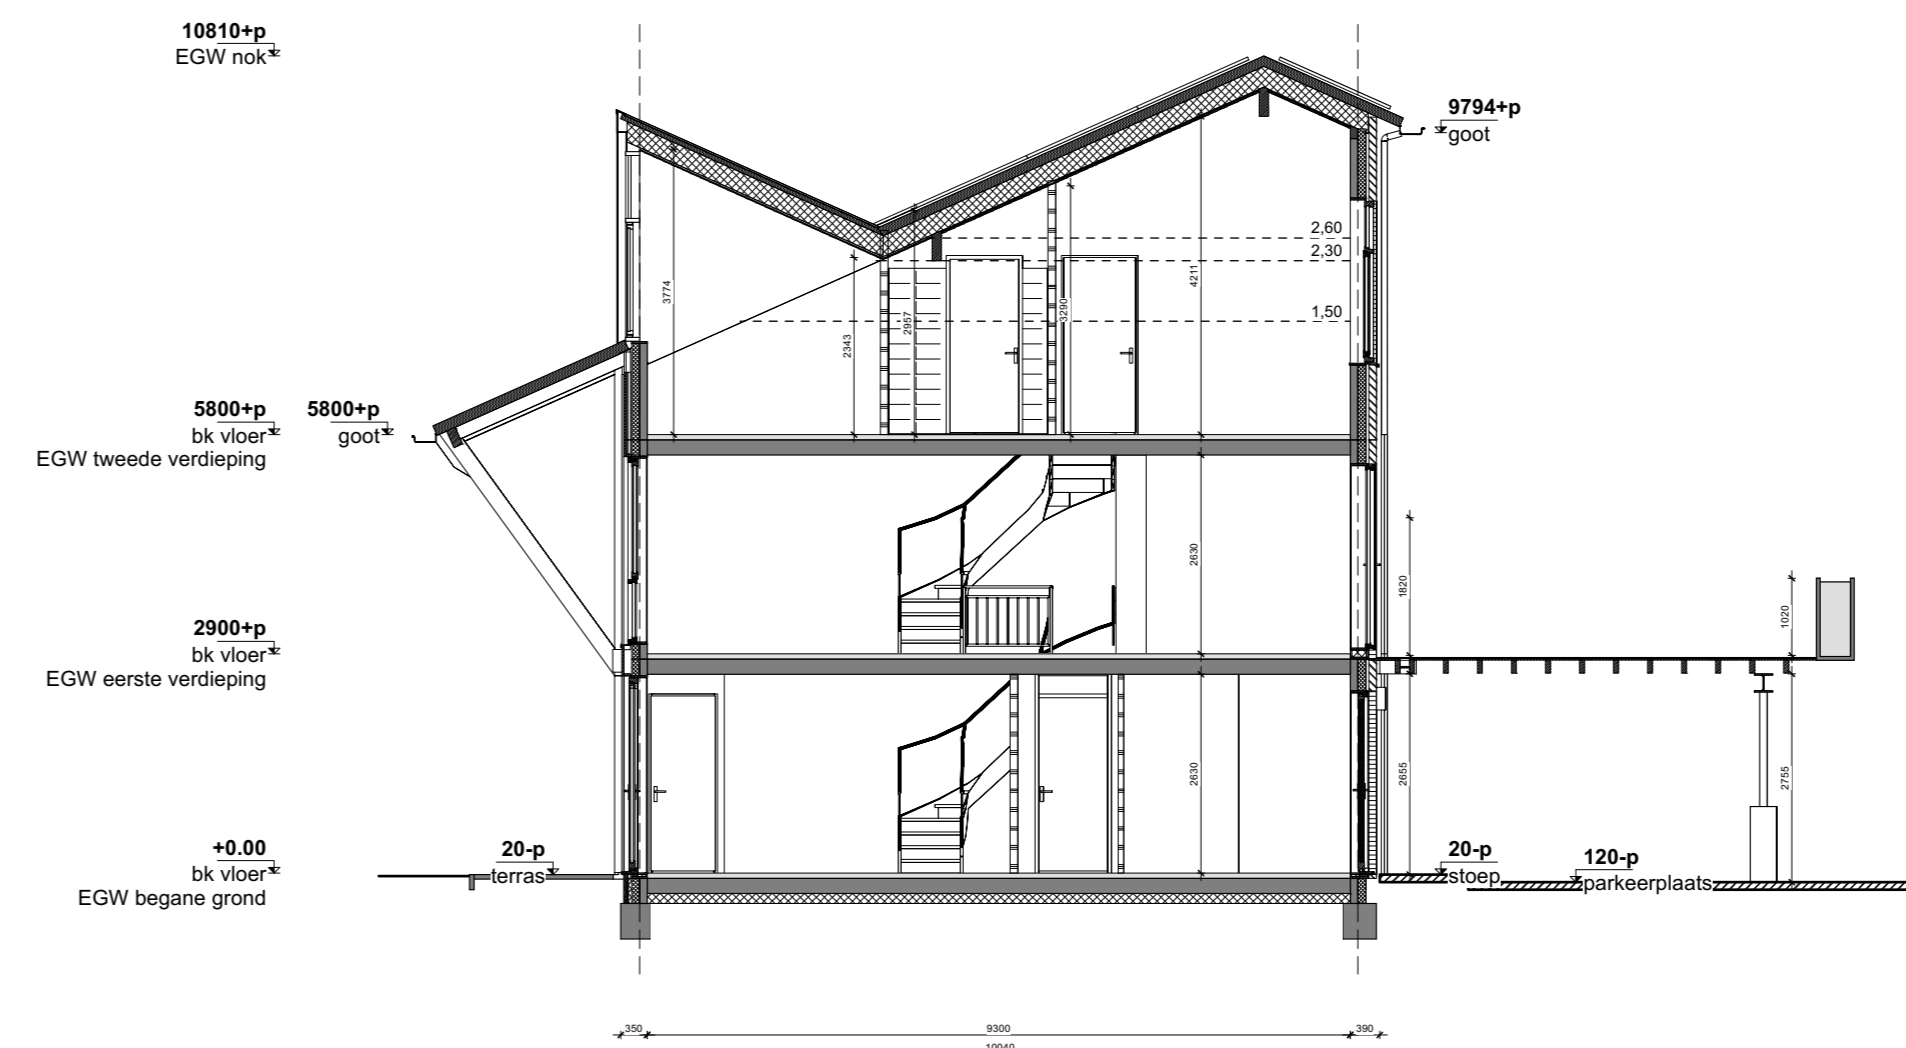 10810+p
EGW nok
9794+p
goot
2,60
2,30
1,50
3774
2343
2957
3290
4211
5800+p
bk vloer
EGW tweede verdieping
5800+p
goot
2630
1820
1020
2900+p
bk vloer
EGW eerste verdieping
2630
2655
2755
+0.00
bk vloer
EGW begane grond
20-p
terras
20-p
stoep
120-p
parkeerplaats
350
9300
390
10040